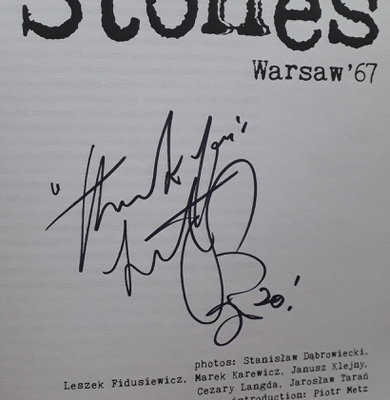 Stones
Warsaw '67
"Thank You"
20!
photos: Stanisław Dąbrowiecki,
Leszek Fidusiewicz, Marek Karewicz, Janusz Klejny,
Cezary Langda, Jarosław Tarań
introduction: Piotr Metz